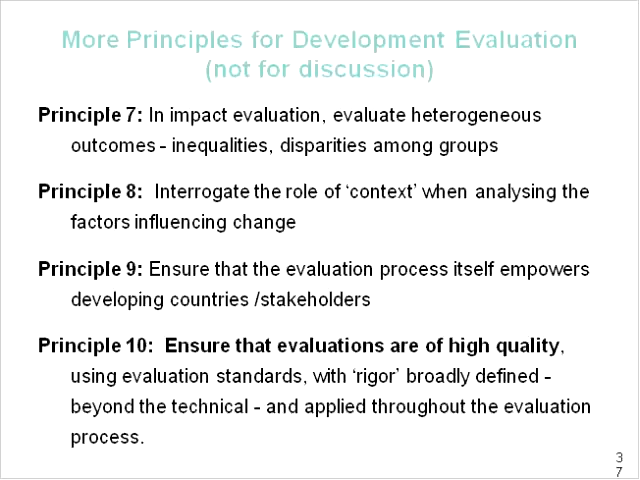 More Principles for Development Evaluation
(not for discussion)
Principle 7: In impact evaluation, evaluate heterogeneous
outcomes - inequalities, disparities among groups
Principle 8: Interrogate the role of ‘context’ when analysing the
factors influencing change
Principle 9: Ensure that the evaluation process itself empowers
developing countries /stakeholders
Principle 10: Ensure that evaluations are of high quality,
using evaluation standards, with ‘rigor’ broadly defined -
beyond the technical - and applied throughout the evaluation
process.
3
7